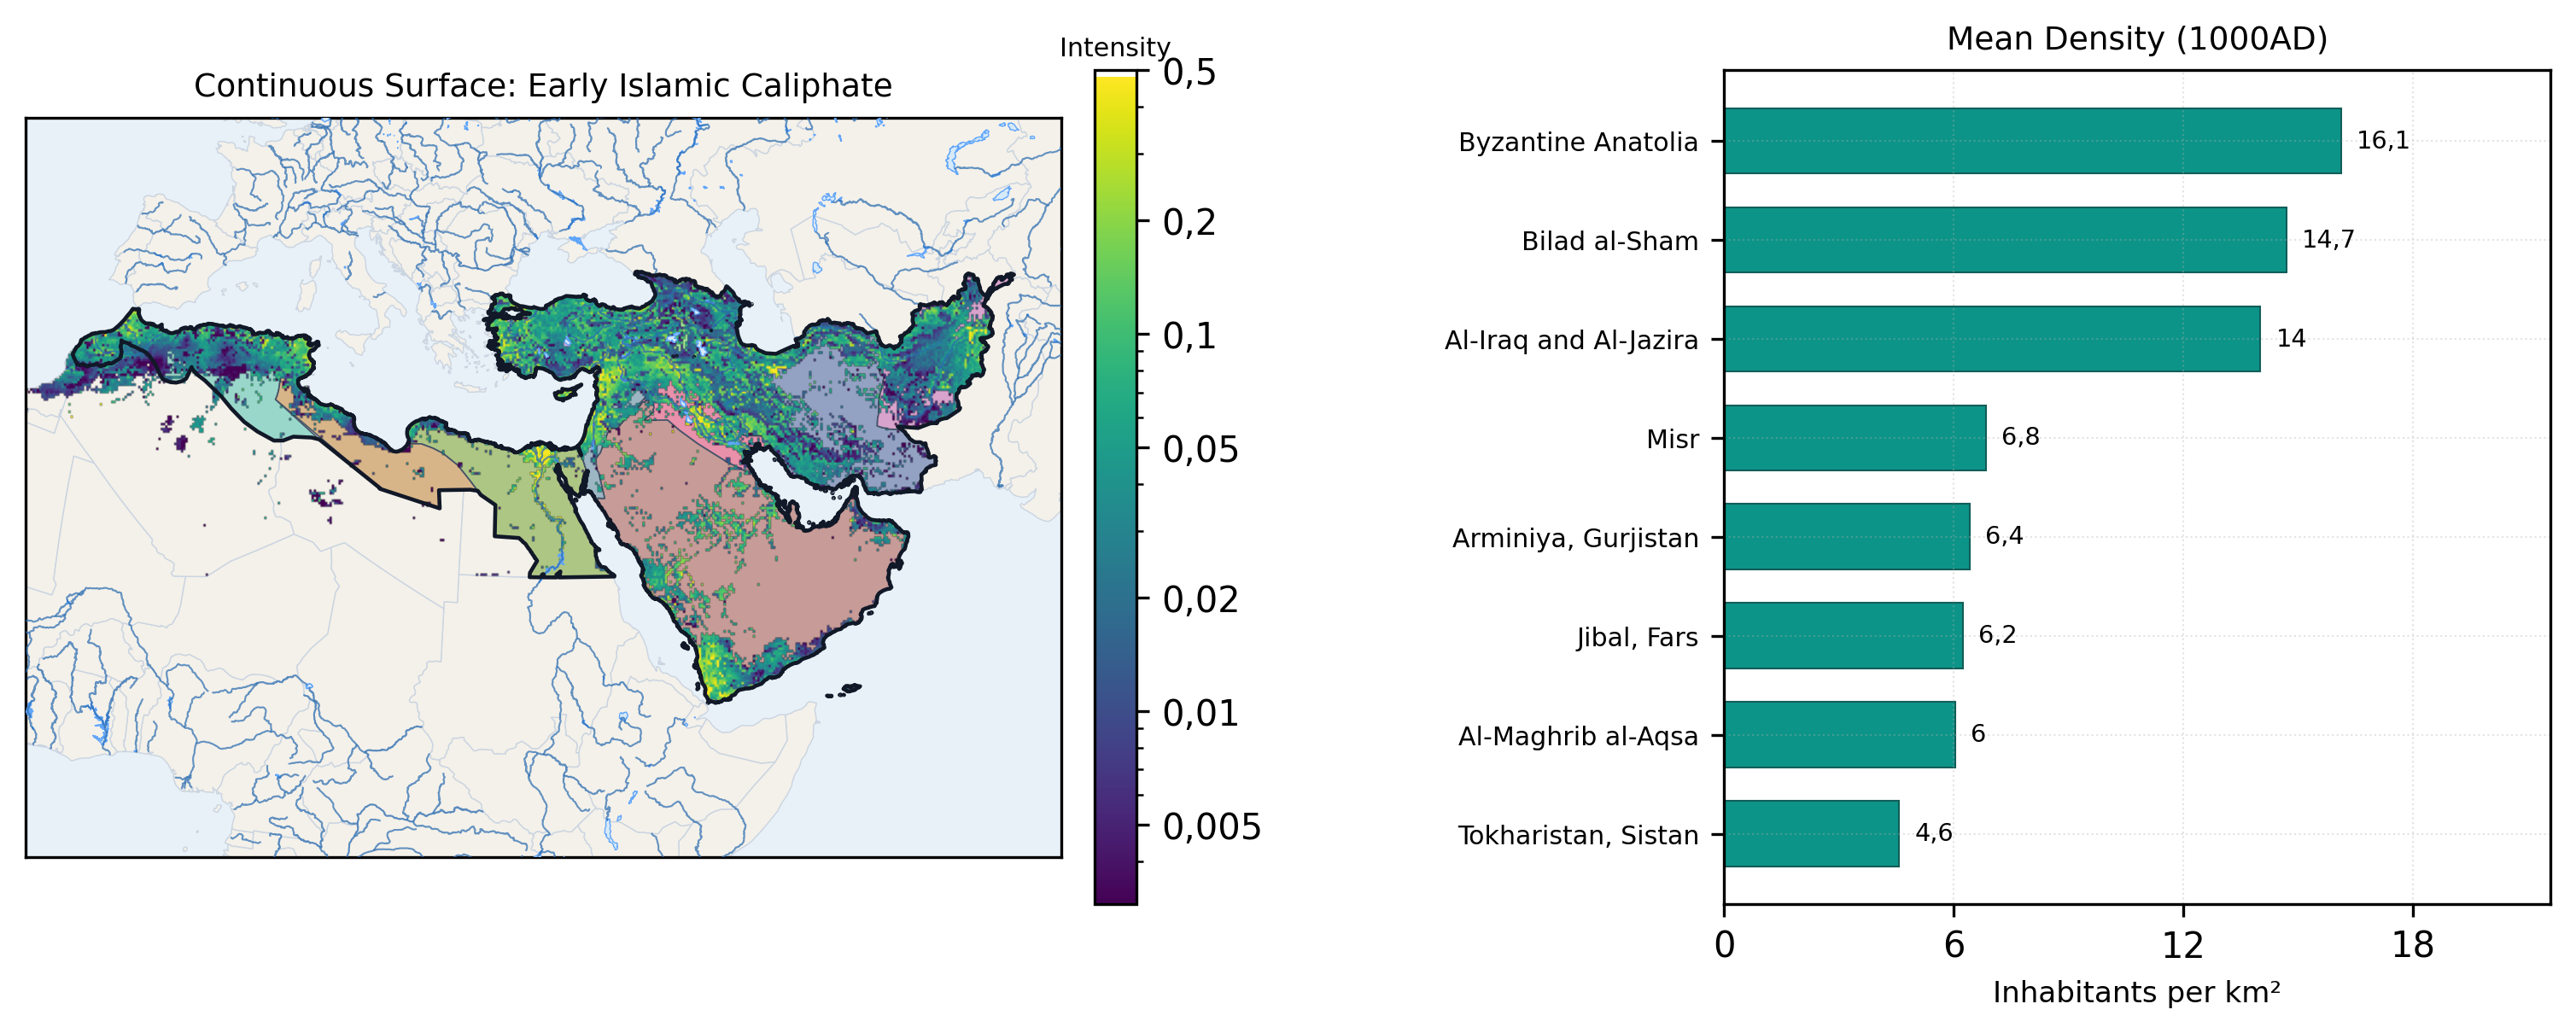 Continuous Surface: Early Islamic Caliphate
Intensity
0,5
0,2
0,1
0,05
0,02
0,01
0,005
Mean Density (1000AD)
Byzantine Anatolia
16,1
Bilad al-Sham
14,7
Al-Iraq and Al-Jazira
14
Misr
6,8
Arminiya, Gurjistan
6,4
Jibal, Fars
6,2
Al-Maghrib al-Aqsa
6
Tokharistan, Sistan
4,6
0 6 12 18
Inhabitants per km²